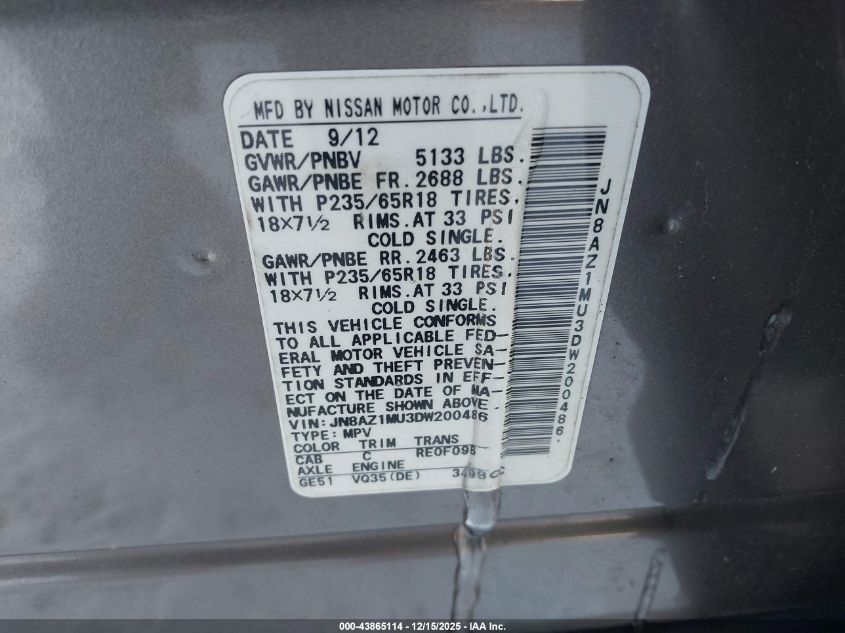 MFD BY NISSAN MOTOR CO.,LTD.
DATE 9/12
GVWR/PNBV 5133 LBS.
GAWR/PNBE FR. 2688 LBS.
WITH P235/65R18 TIRES,
18×7½ RIMS.AT 33 PSI
COLD SINGLE.
GAWR/PNBE RR. 2463 LBS.
WITH P235/65R18 TIRES,
18×7½ RIMS.AT 33 PSI
COLD SINGLE.
THIS VEHICLE CONFORMS
TO ALL APPLICABLE FED-
ERAL MOTOR VEHICLE SA-
FETY AND THEFT PREVEN-
TION STANDARDS IN EFF-
ECT ON THE DATE OF MA-
NUFACTURE SHOWN ABOVE.
VIN: JN8AZ1MU3DW200486
TYPE: MPV
COLOR TRIM TRANS
CAB C RE0F09B
AXLE ENGINE
GE51 VQ35(DE) 3498CC
JN8AZ1MU3DW200486
000-43865114 - 12/15/2025 - IAA Inc.